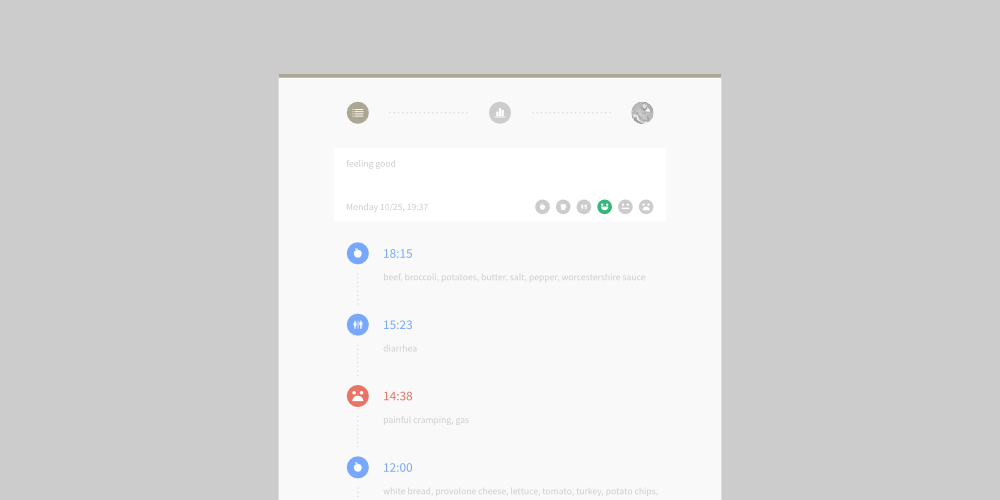 feeling good
Monday 10/25, 19:37
18:15
beef, broccoli, potatoes, butter, salt, pepper, worcestershire sauce
15:23
diarrhea
14:38
painful cramping, gas
12:00
white bread, provolone cheese, lettuce, tomato, turkey, potato chips,